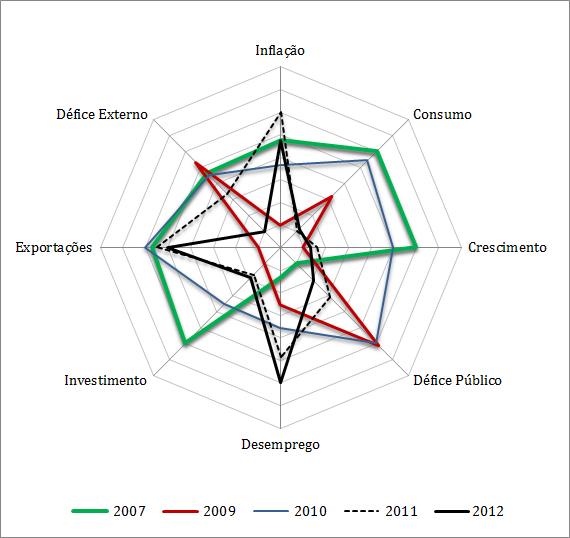 Inflação
Défice Externo
Consumo
Exportações
Crescimento
Investimento
Défice Público
Desemprego
2007 2009 2010 2011 2012